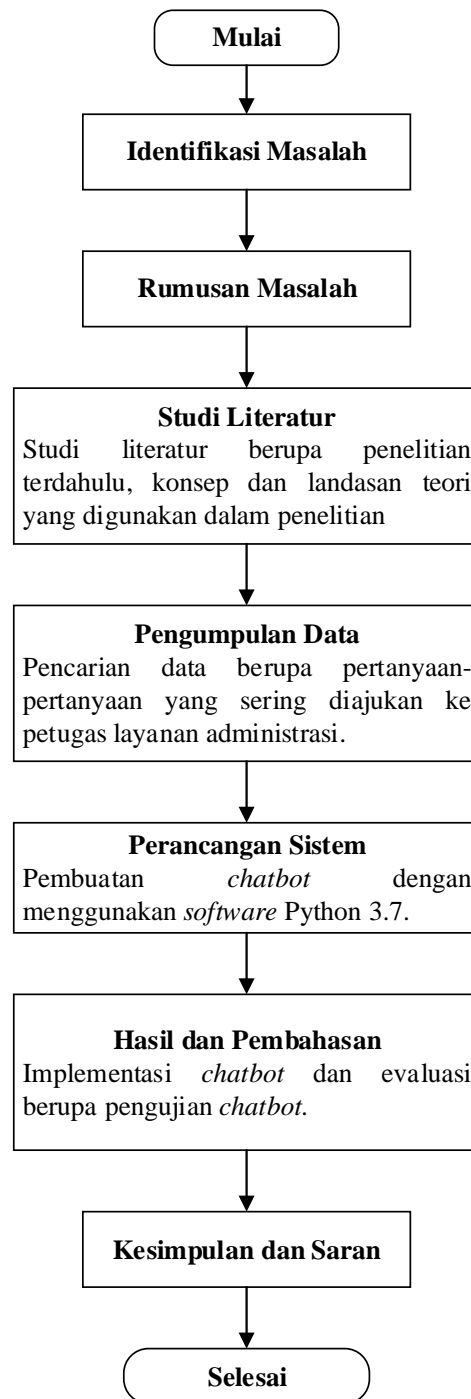 Mulai
Identifikasi Masalah
Rumusan Masalah
Studi Literatur
Studi literatur berupa penelitian
terdahulu, konsep dan landasan teori
yang digunakan dalam penelitian
Pengumpulan Data
Pencarian data berupa pertanyaan-
pertanyaan yang sering diajukan ke
petugas layanan administrasi.
Perancangan Sistem
Pembuatan chatbot dengan
menggunakan software Python 3.7.
Hasil dan Pembahasan
Implementasi chatbot dan evaluasi
berupa pengujian chatbot.
Kesimpulan dan Saran
Selesai